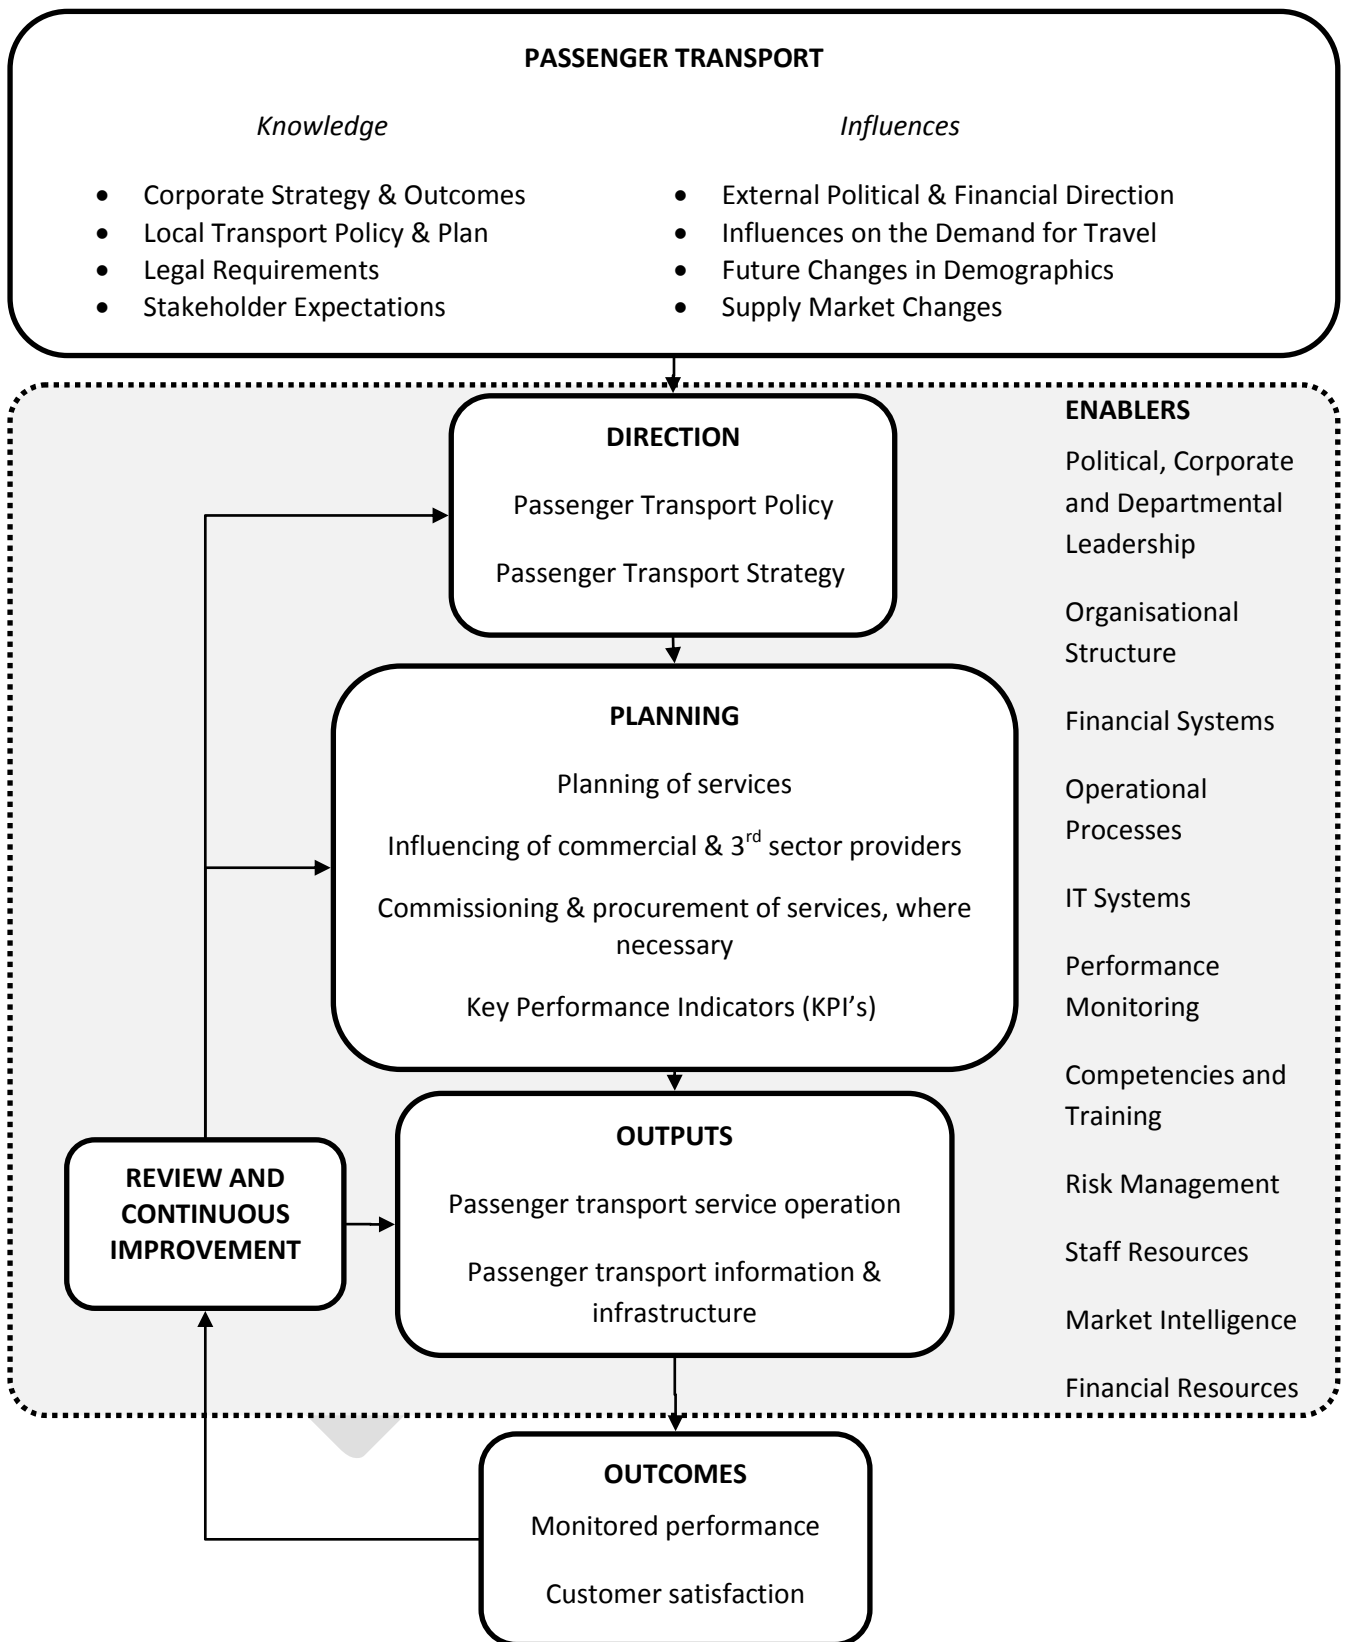 PASSENGER TRANSPORT
Knowledge
• Corporate Strategy & Outcomes
• Local Transport Policy & Plan
• Legal Requirements
• Stakeholder Expectations
Influences
• External Political & Financial Direction
• Influences on the Demand for Travel
• Future Changes in Demographics
• Supply Market Changes
DIRECTION
Passenger Transport Policy
Passenger Transport Strategy
PLANNING
Planning of services
Influencing of commercial & 3rd sector providers
Commissioning & procurement of services, where
necessary
Key Performance Indicators (KPI's)
OUTPUTS
Passenger transport service operation
Passenger transport information &
infrastructure
REVIEW AND
CONTINUOUS
IMPROVEMENT
OUTCOMES
Monitored performance
Customer satisfaction
ENABLERS
Political, Corporate
and Departmental
Leadership
Organisational
Structure
Financial Systems
Operational
Processes
IT Systems
Performance
Monitoring
Competencies and
Training
Risk Management
Staff Resources
Market Intelligence
Financial Resources